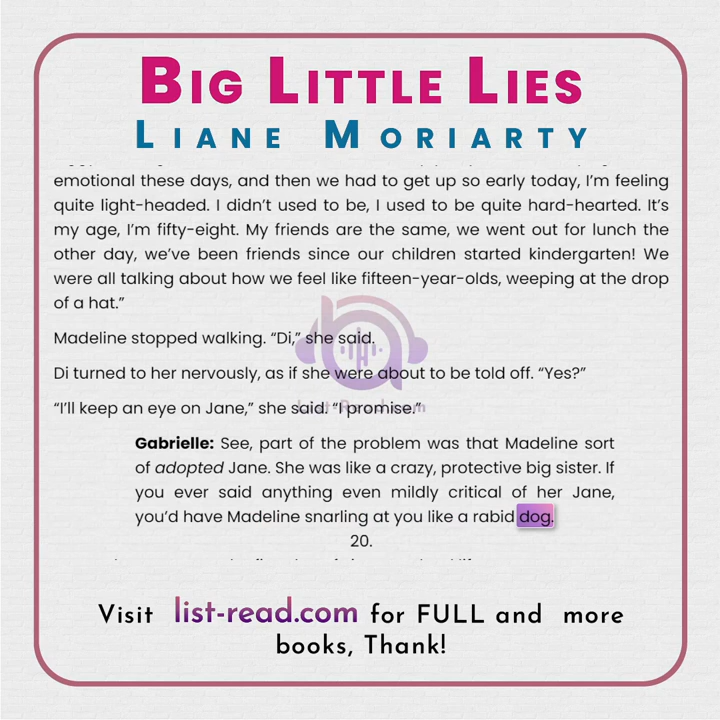 BIG LITTLE LIES
LIANE MORIARTY
emotional these days, and then we had to get up so early today, I’m feeling
quite light-headed. I didn’t used to be, I used to be quite hard-hearted. It’s
my age, I’m fifty-eight. My friends are the same, we went out for lunch the
other day, we’ve been friends since our children started kindergarten! We
were all talking about how we feel like fifteen-year-olds, weeping at the drop
of a hat.”
Madeline stopped walking. “Di,” she said.
Di turned to her nervously, as if she were about to be told off. “Yes?”
“I’ll keep an eye on Jane,” she said. “I promise.”
Gabrielle: See, part of the problem was that Madeline sort
of adopted Jane. She was like a crazy, protective big sister. If
you ever said anything even mildly critical of her Jane,
you’d have Madeline snarling at you like a rabid dog.
20.
Visit list-read.com for FULL and more
books, Thank!